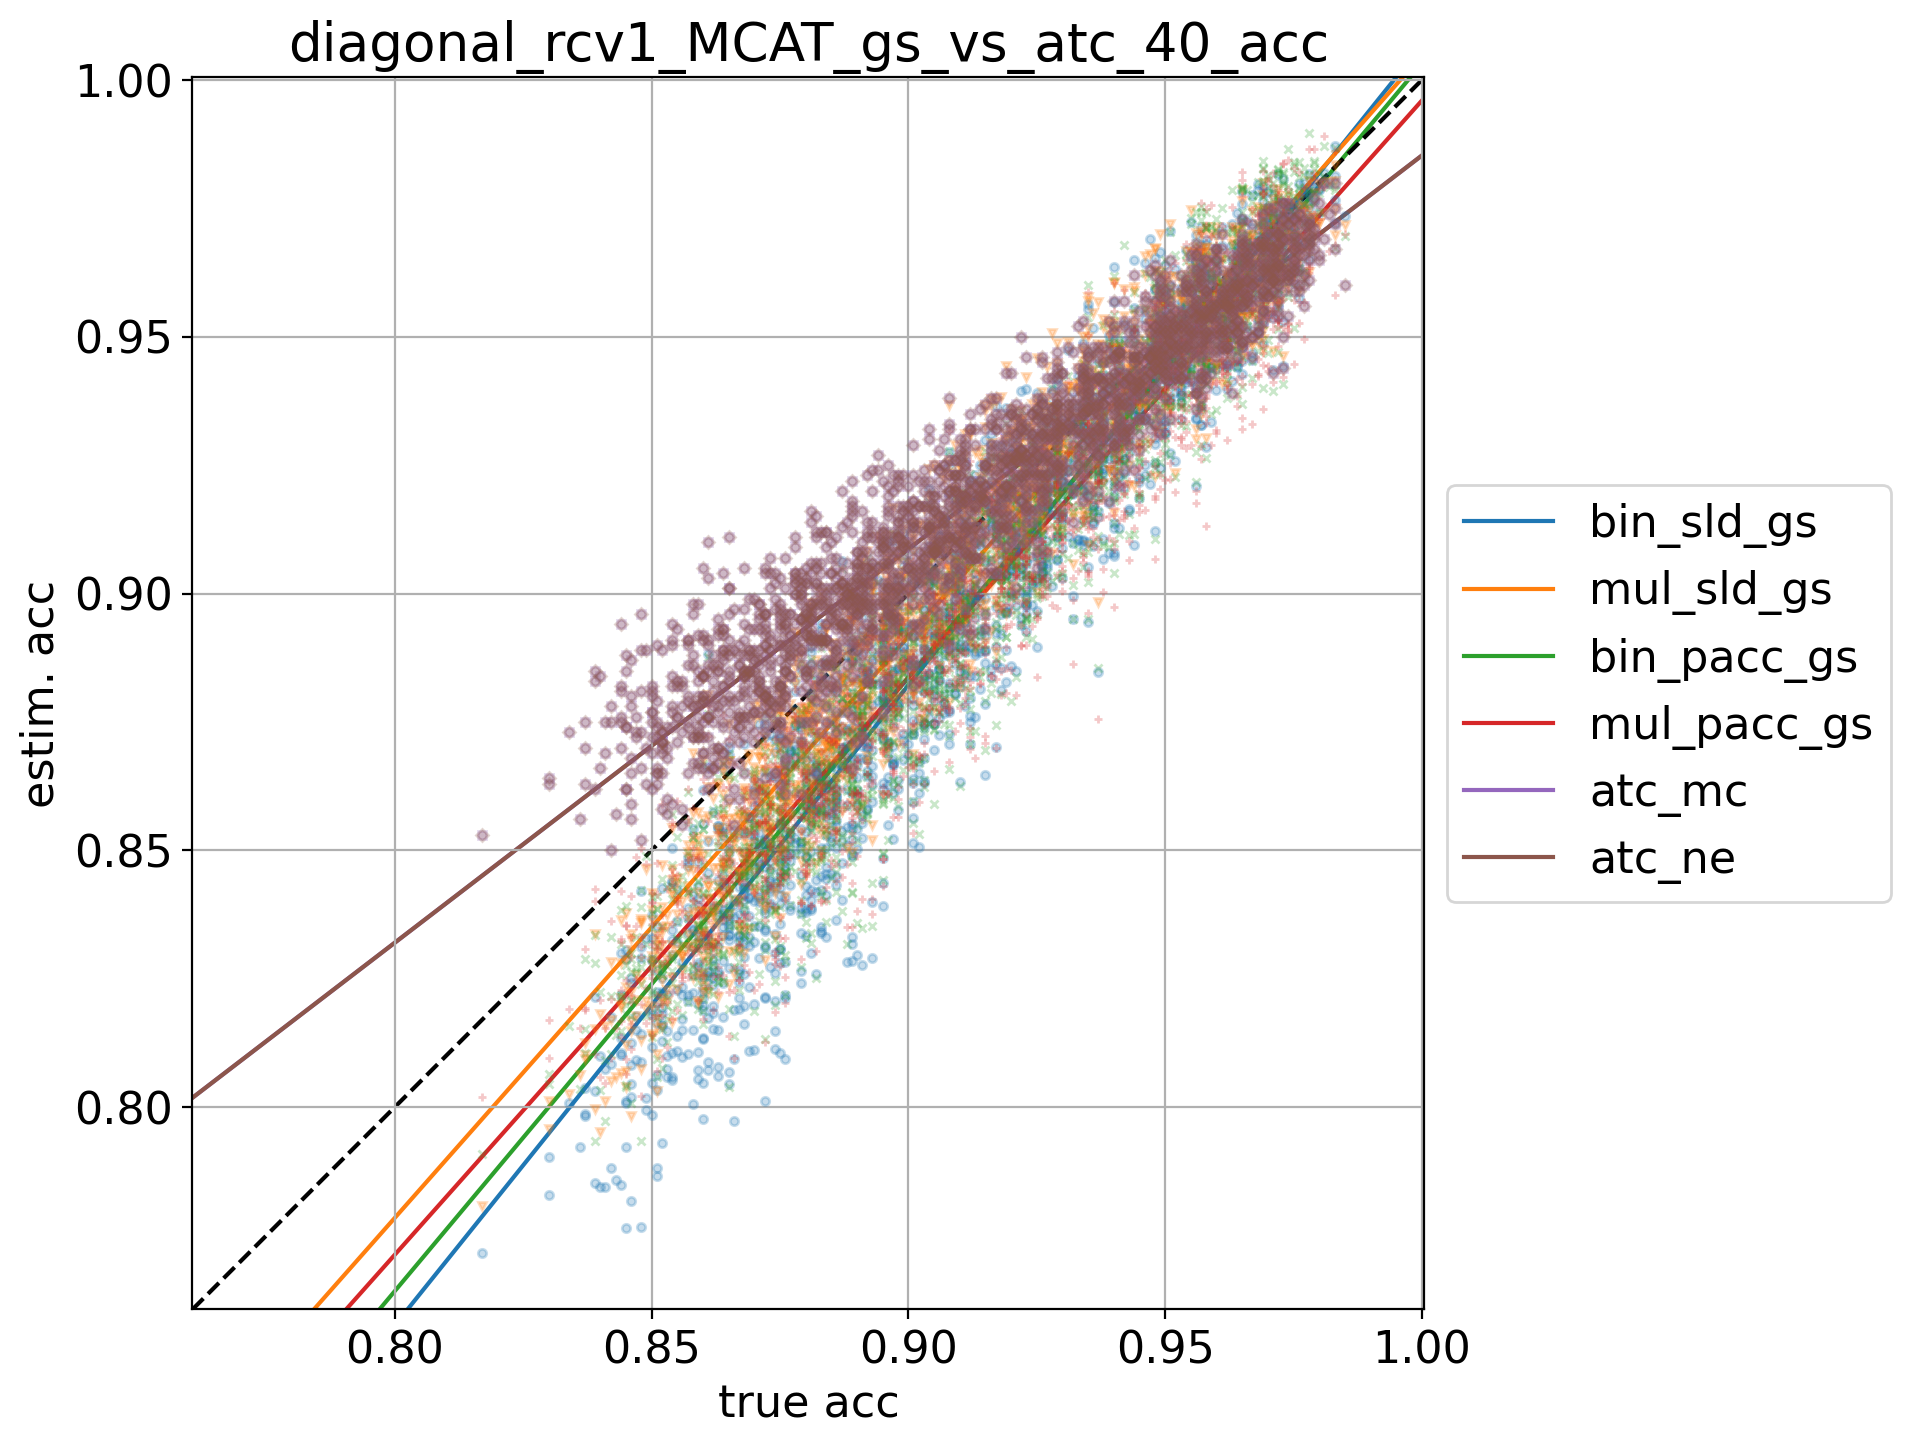 diagonal_rcv1_MCAT_gs_vs_atc_40_acc
1.00
0.95
0.90
0.85
0.80
estim. acc
0.80 0.85 0.90 0.95 1.00
true acc
bin_sld_gs
mul_sld_gs
bin_pacc_gs
mul_pacc_gs
atc_mc
atc_ne